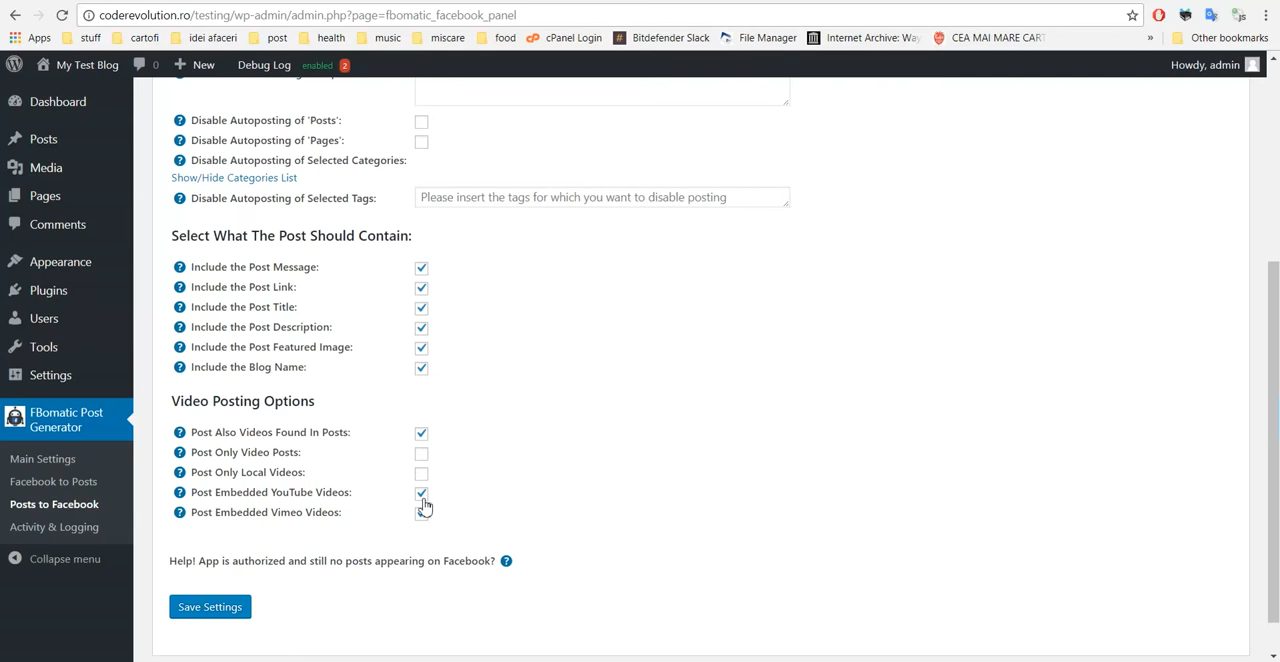 coderevolution.ro/testing/wp-admin/admin.php?page=fbomatic_facebook_panel
Apps stuff cartofi idei afaceri post health music miscare food cPanel Login Bitdefender Slack File Manager Internet Archive: Way CEA MAI MARE CART » Other bookmarks
My Test Blog 0 New Debug Log enabled 2 Howdy, admin
Dashboard
Posts
Media
Pages
Comments
Appearance
Plugins
Users
Tools
Settings
FBomatic Post
Generator
Main Settings
Facebook to Posts
Posts to Facebook
Activity & Logging
Collapse menu
Disable Autoposting of 'Posts':
Disable Autoposting of 'Pages':
Disable Autoposting of Selected Categories:
Show/Hide Categories List
Disable Autoposting of Selected Tags: Please insert the tags for which you want to disable posting
Select What The Post Should Contain:
Include the Post Message:
Include the Post Link:
Include the Post Title:
Include the Post Description:
Include the Post Featured Image:
Include the Blog Name:
Video Posting Options
Post Also Videos Found In Posts:
Post Only Video Posts:
Post Only Local Videos:
Post Embedded YouTube Videos:
Post Embedded Vimeo Videos:
Help! App is authorized and still no posts appearing on Facebook? ?
Save Settings